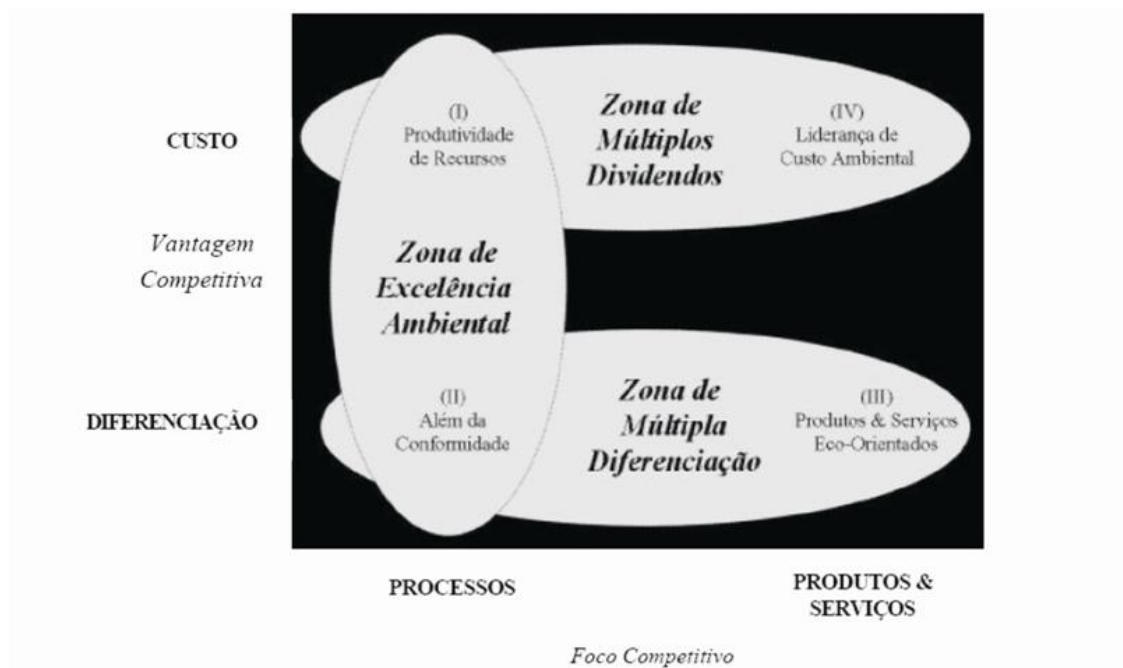 CUSTO
(I)
Produtividade
de Recursos
Zona de
Múltiplos
Dividendos
(IV)
Liderança de
Custo Ambiental
Vantagem
Competitiva
Zona de
Excelência
Ambiental
DIFERENCIAÇÃO
(II)
Além da
Conformidade
Zona de
Múltipla
Diferenciação
(III)
Produtos & Serviços
Eco-Orientados
PROCESSOS
PRODUTOS &
SERVIÇOS
Foco Competitivo